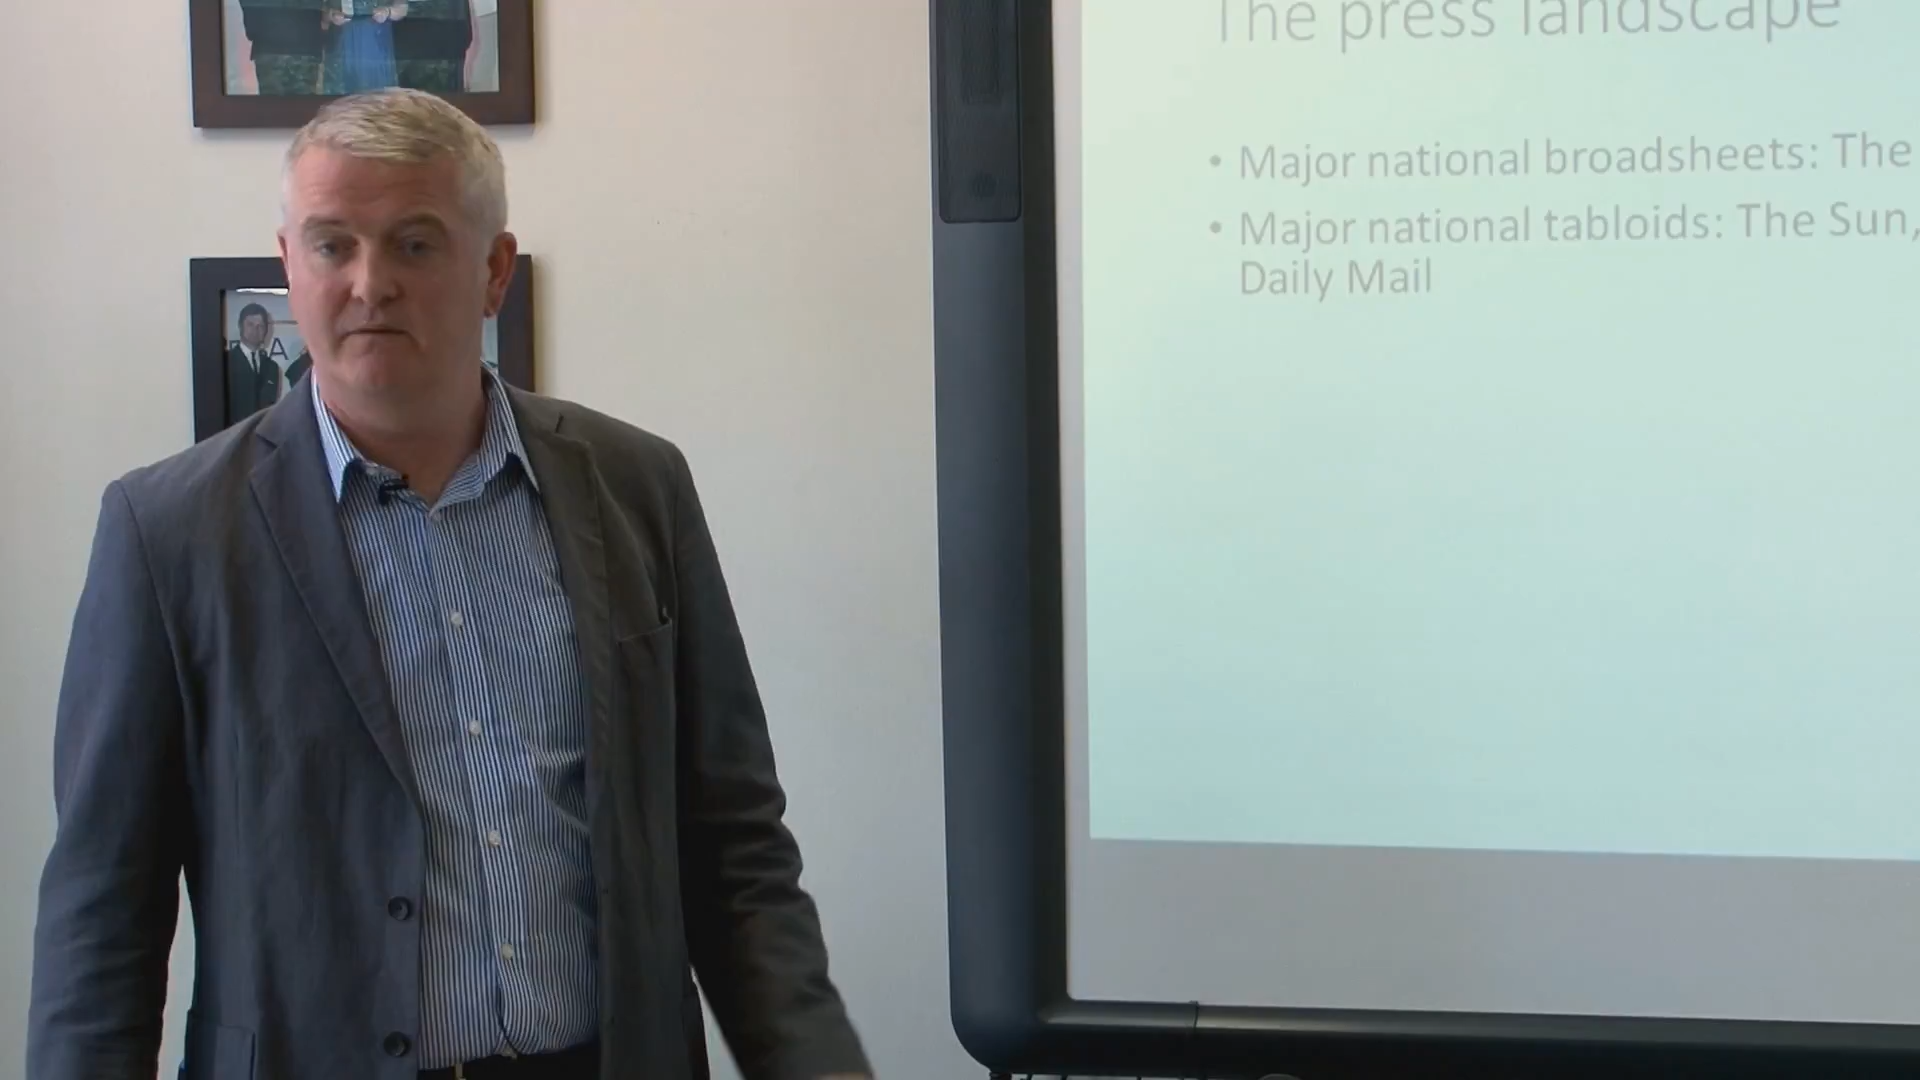 The press landscape
• Major national broadsheets: The
• Major national tabloids: The Sun,
Daily Mail